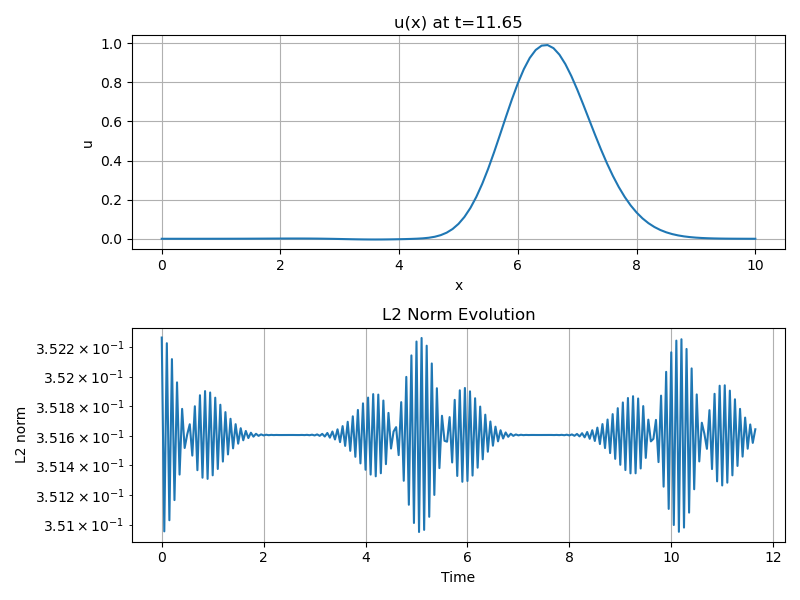 u(x) at t=11.65
1.0
0.8
0.6
0.4
0.2
0.0
u
0 2 4 6 8 10
x
L2 Norm Evolution
3.522 × 10⁻¹
3.52 × 10⁻¹
3.518 × 10⁻¹
3.516 × 10⁻¹
3.514 × 10⁻¹
3.512 × 10⁻¹
3.51 × 10⁻¹
L2 norm
0 2 4 6 8 10 12
Time